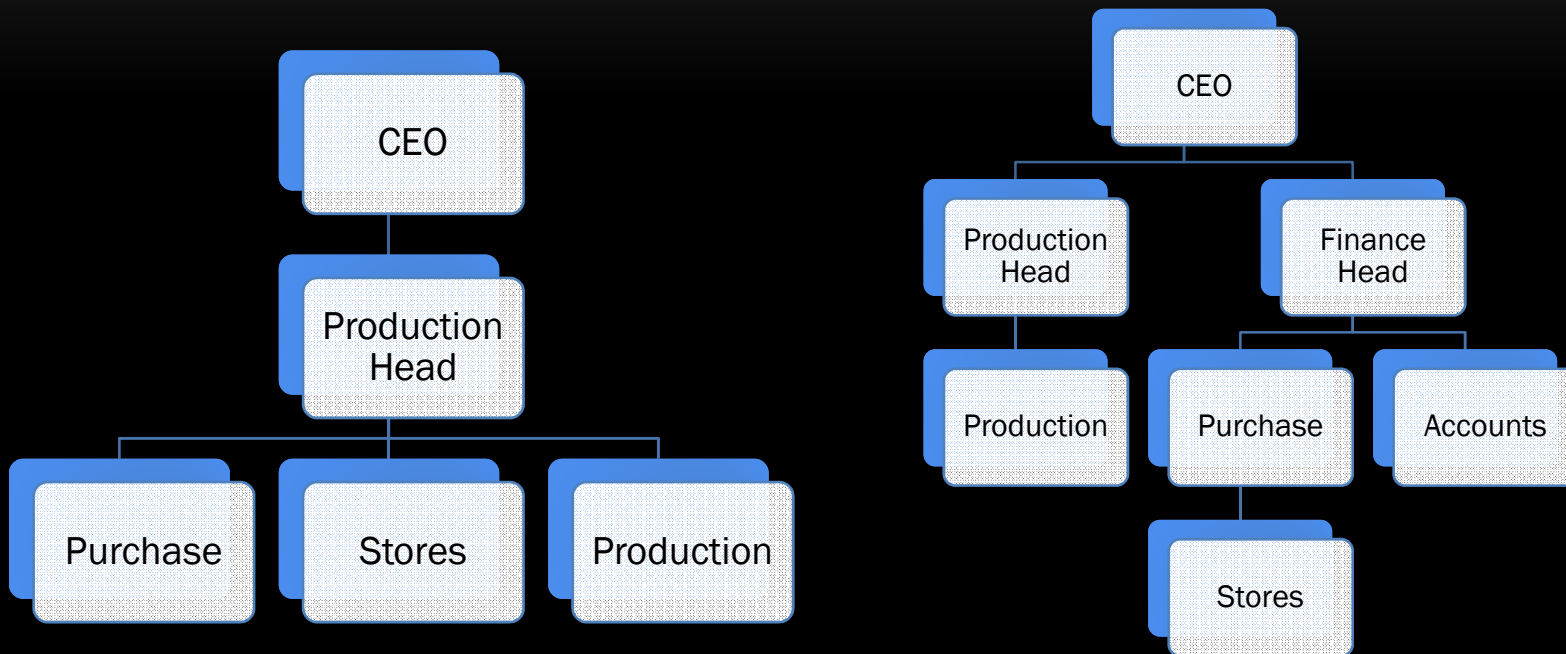 CEO
Production
Head
Purchase
Stores
Production
CEO
Production
Head
Finance
Head
Production
Purchase
Accounts
Stores